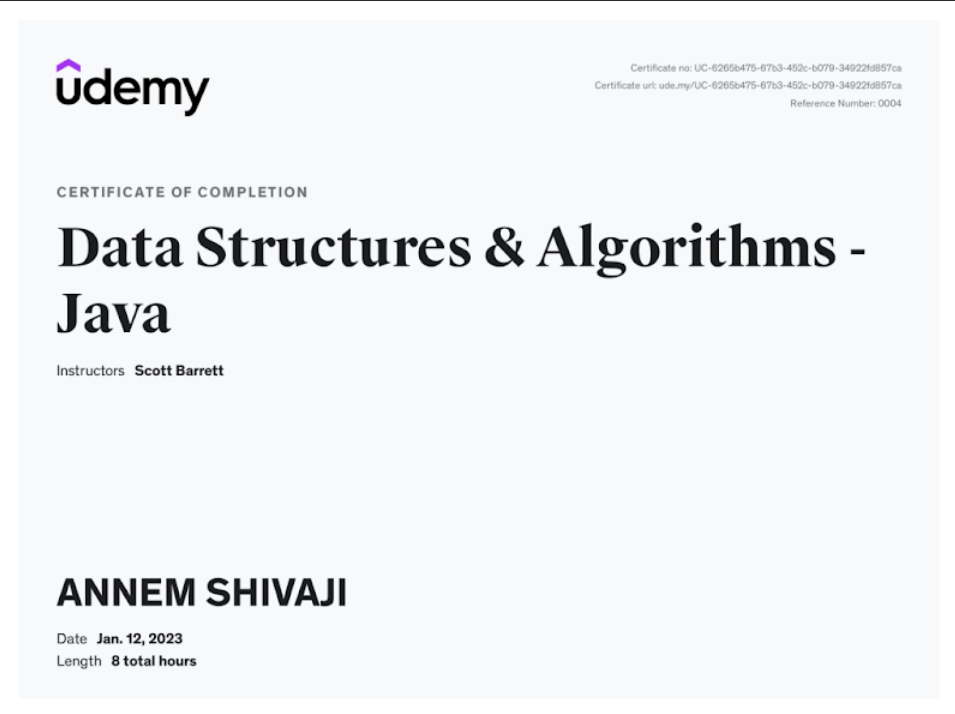 ûdemy
Certificate no: UC-6265b475-67b3-452c-b079-34922fd857ca
Certificate url: ude.my/UC-6265b475-67b3-452c-b079-34922fd857ca
Reference Number: 0004
CERTIFICATE OF COMPLETION
Data Structures & Algorithms -
Java
Instructors Scott Barrett
ANNEM SHIVAJI
Date Jan. 12, 2023
Length 8 total hours